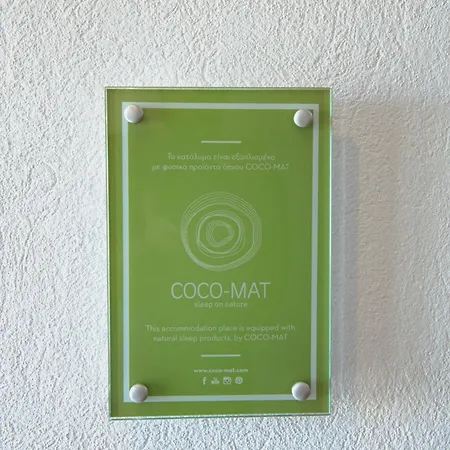 Το κατάλυμα είναι εξοπλισμένο
με φυσικά προϊόντα ύπνου COCO-MAT
COCO-MAT
sleep on nature
This accommodation place is equipped with
natural sleep products, by COCO-MAT
www.coco-mat.com